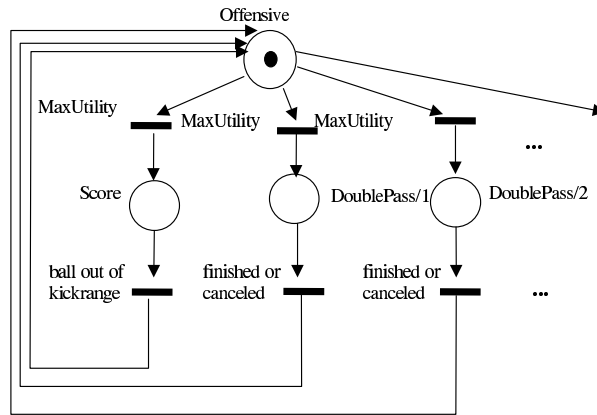 Offensive
MaxUtility
MaxUtility
MaxUtility
...
Score
DoublePass/1
DoublePass/2
ball out of
kickrange
finished or
canceled
finished or
canceled
...